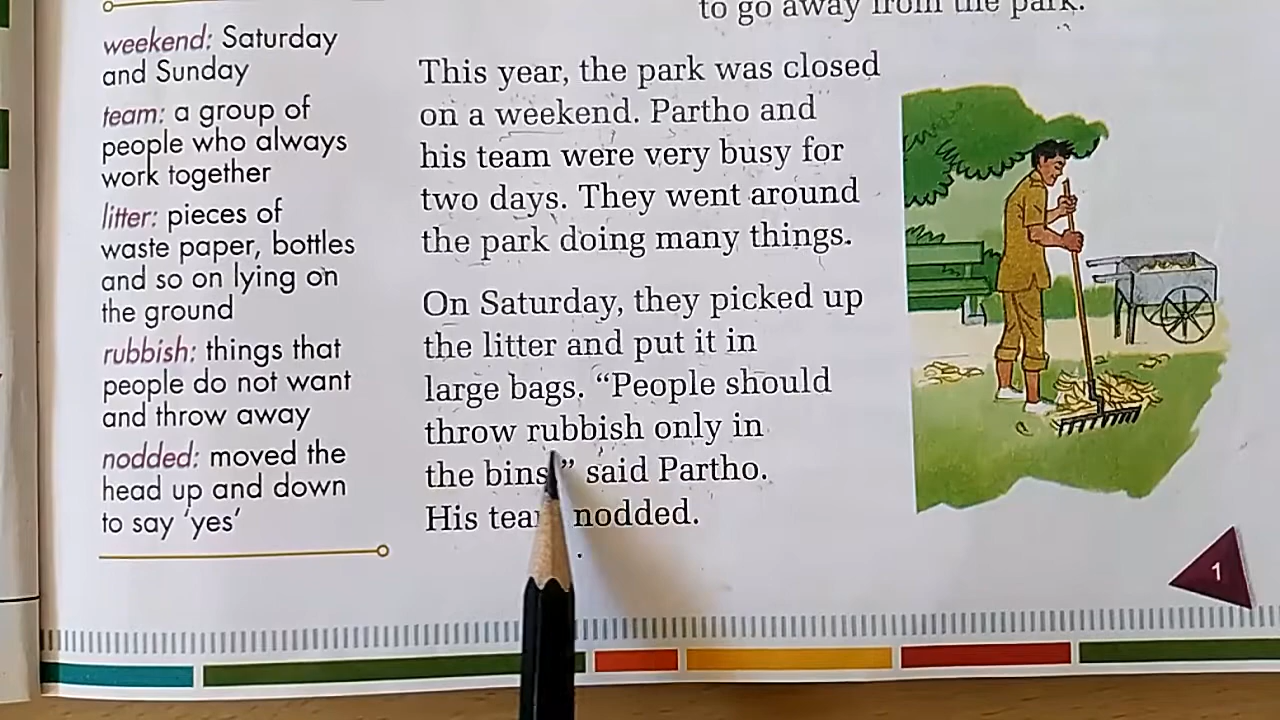 to go away from the park.
weekend: Saturday
and Sunday
team: a group of
people who always
work together
litter: pieces of
waste paper, bottles
and so on lying on
the ground
rubbish: things that
people do not want
and throw away
nodded: moved the
head up and down
to say ‘yes’
This year, the park was closed
on a weekend. Partho and
his team were very busy for
two days. They went around
the park doing many things.
On Saturday, they picked up
the litter and put it in
large bags. “People should
throw rubbish only in
the bins,” said Partho.
His team nodded.
1